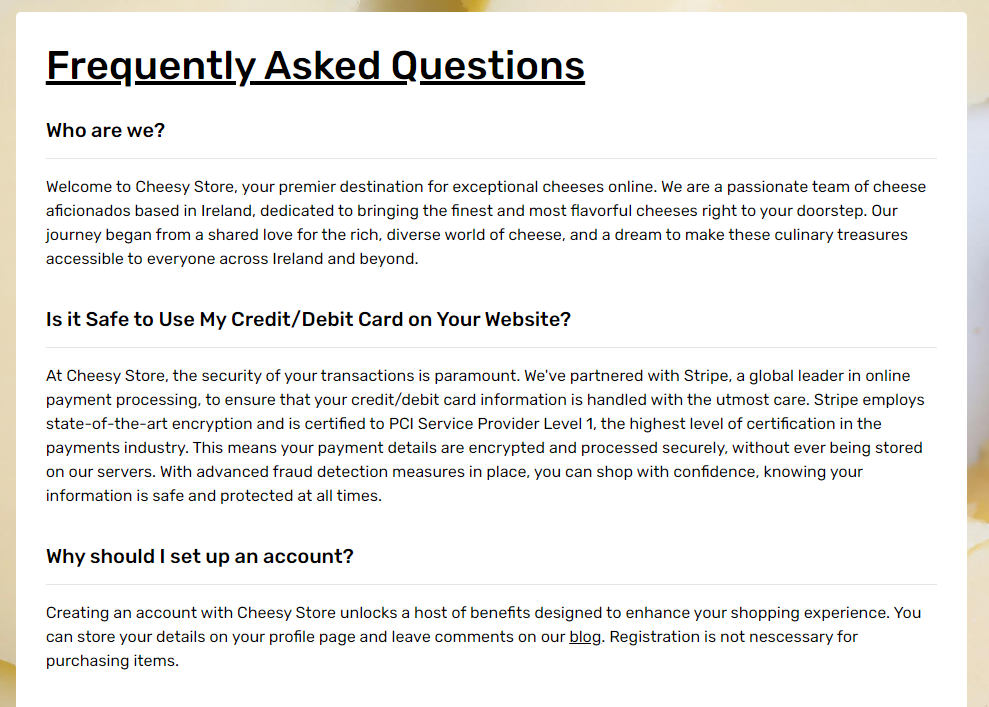 Frequently Asked Questions
Who are we?
Welcome to Cheesy Store, your premier destination for exceptional cheeses online. We are a passionate team of cheese
aficionados based in Ireland, dedicated to bringing the finest and most flavorful cheeses right to your doorstep. Our
journey began from a shared love for the rich, diverse world of cheese, and a dream to make these culinary treasures
accessible to everyone across Ireland and beyond.
Is it Safe to Use My Credit/Debit Card on Your Website?
At Cheesy Store, the security of your transactions is paramount. We've partnered with Stripe, a global leader in online
payment processing, to ensure that your credit/debit card information is handled with the utmost care. Stripe employs
state-of-the-art encryption and is certified to PCI Service Provider Level 1, the highest level of certification in the
payments industry. This means your payment details are encrypted and processed securely, without ever being stored
on our servers. With advanced fraud detection measures in place, you can shop with confidence, knowing your
information is safe and protected at all times.
Why should I set up an account?
Creating an account with Cheesy Store unlocks a host of benefits designed to enhance your shopping experience. You
can store your details on your profile page and leave comments on our blog. Registration is not nescessary for
purchasing items.